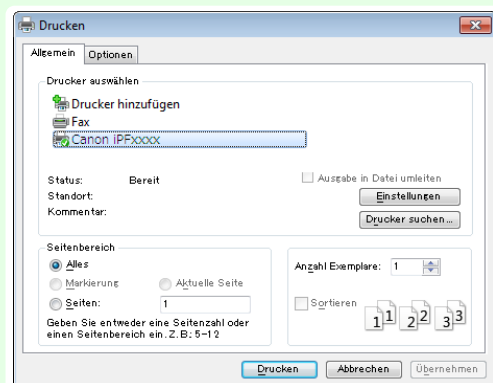 Drucken
Allgemein Optionen
Drucker auswählen
Drucker hinzufügen
Fax
Canon iPFxxxx
Status: Bereit
Ausgabe in Datei umleiten
Standort:
Einstellungen
Kommentar:
Drucker suchen...
Seitenbereich
Alles
Markierung Aktuelle Seite
Seiten: 1
Geben Sie entweder eine Seitenzahl oder
einen Seitenbereich ein. Z.B.: 5-12
Anzahl Exemplare: 1
Sortieren
1 1 2 2 3 3
Drucken Abbrechen Übernehmen